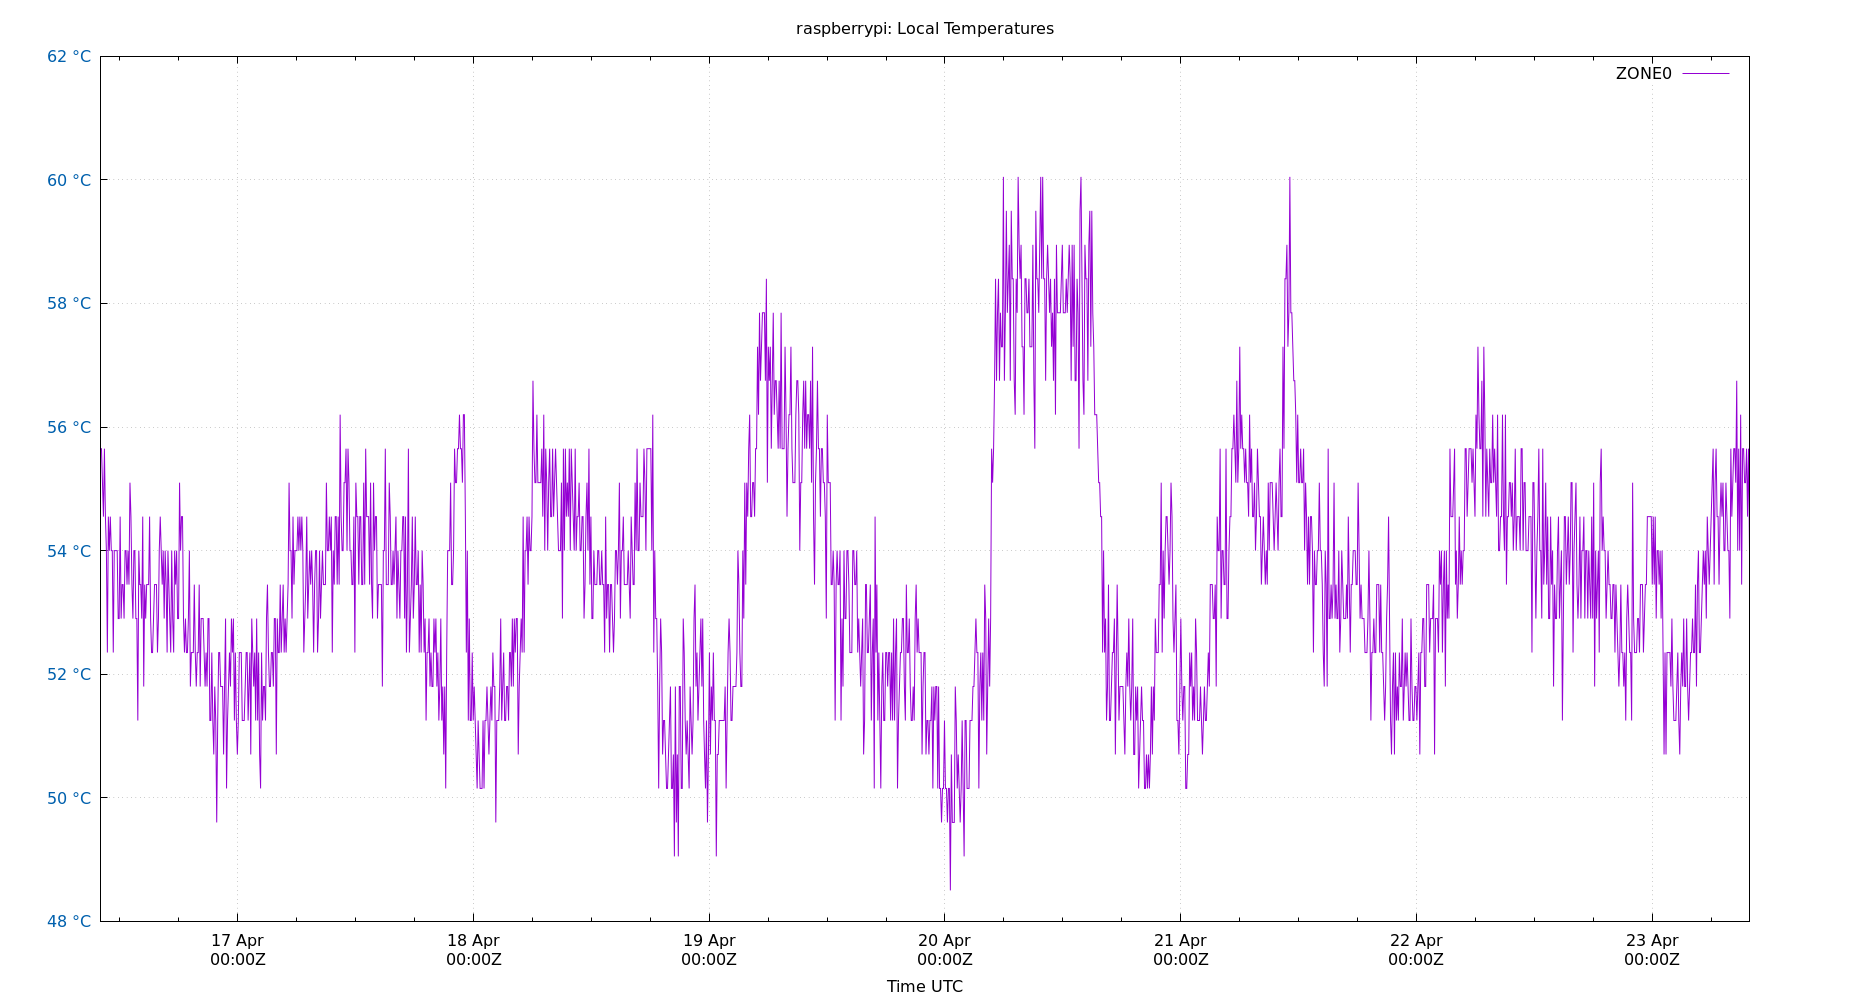 raspberrypi: Local Temperatures
62 °C
ZONE0
60 °C
58 °C
56 °C
54 °C
52 °C
50 °C
48 °C
17 Apr 18 Apr 19 Apr 20 Apr 21 Apr 22 Apr 23 Apr
00:00Z 00:00Z 00:00Z 00:00Z 00:00Z 00:00Z 00:00Z
Time UTC